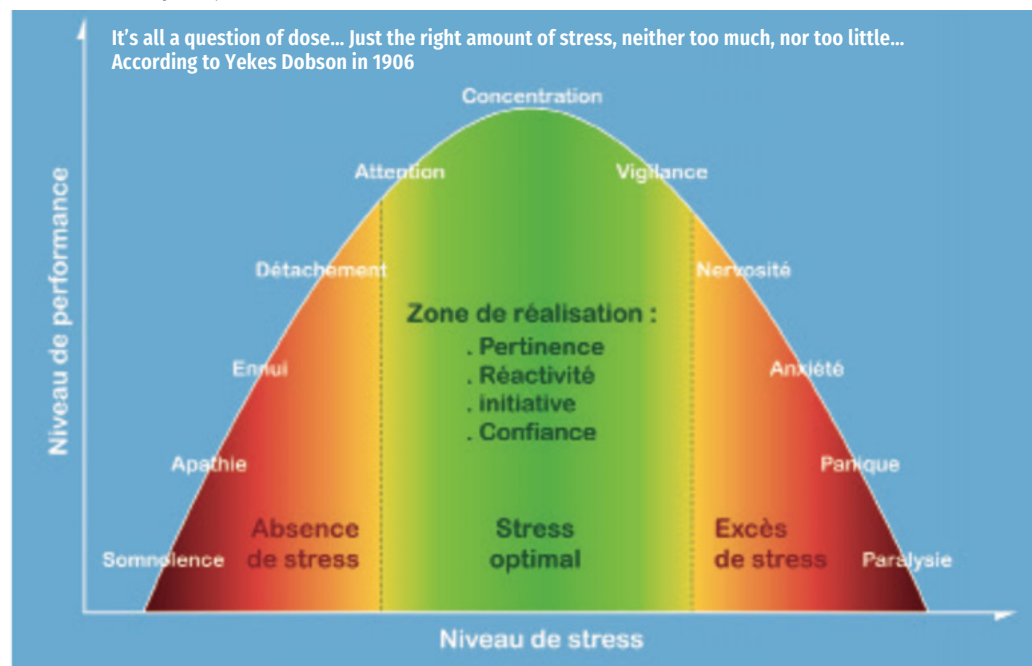 It's all a question of dose... Just the right amount of stress, neither too much, nor too little...
According to Yekes Dobson in 1906
Concentration
Attention
Vigilance
Détachement
Nervosité
Zone de réalisation :
. Pertinence
. Réactivité
. initiative
. Confiance
Ennui
Anxiété
Apathie
Panique
Absence
de stress
Stress
optimal
Excès
de stress
Somnolence
Paralysie
Niveau de performance
Niveau de stress